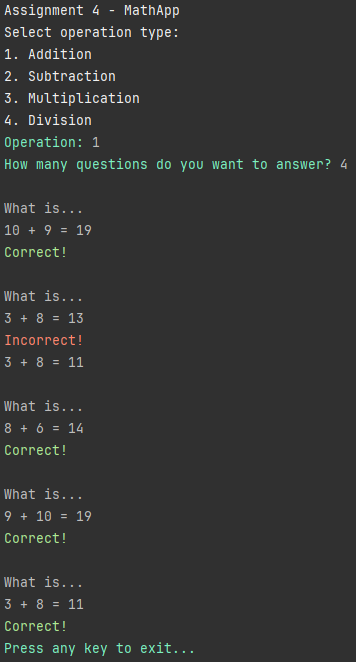 Assignment 4 - MathApp
Select operation type:
1. Addition
2. Subtraction
3. Multiplication
4. Division
Operation: 1
How many questions do you want to answer? 4
What is...
10 + 9 = 19
Correct!
What is...
3 + 8 = 13
Incorrect!
3 + 8 = 11
What is...
8 + 6 = 14
Correct!
What is...
9 + 10 = 19
Correct!
What is...
3 + 8 = 11
Correct!
Press any key to exit...